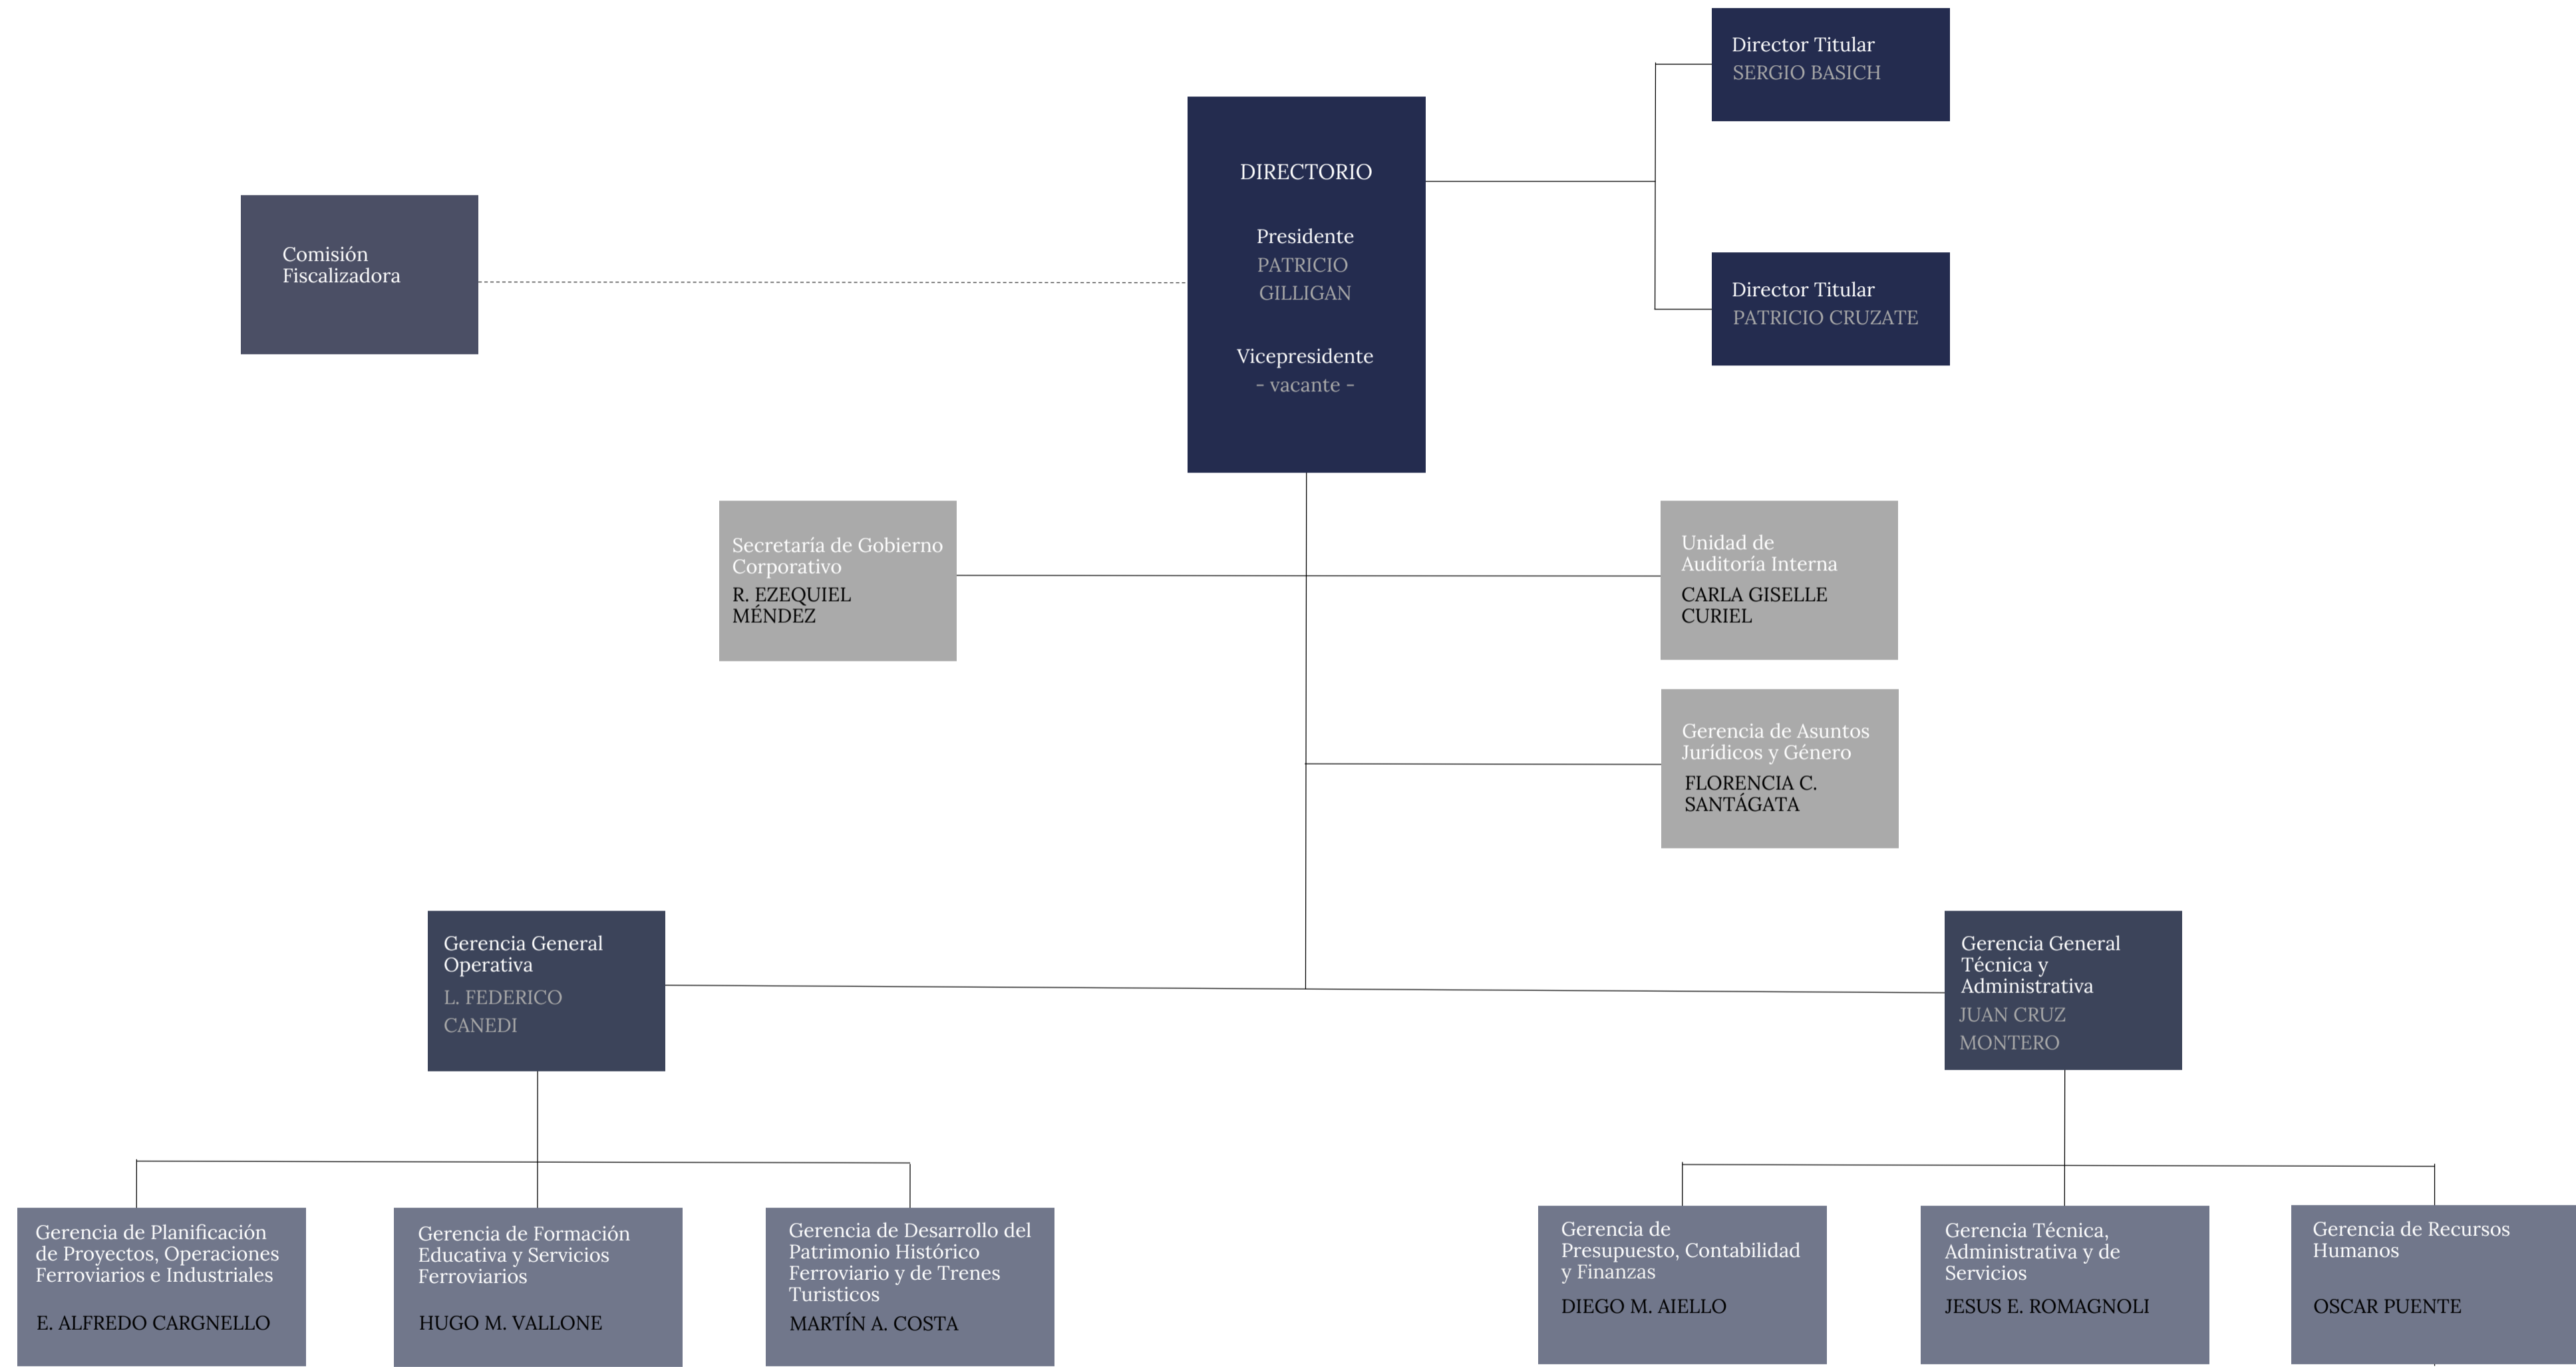 Director Titular
SERGIO BASICH
DIRECTORIO
Presidente
PATRICIO
GILLIGAN
Vicepresidente
- vacante -
Comisión
Fiscalizadora
Director Titular
PATRICIO CRUZATE
Secretaría de Gobierno
Corporativo
R. EZEQUIEL
MÉNDEZ
Unidad de
Auditoría Interna
CARLA GISELLE
CURIEL
Gerencia de Asuntos
Jurídicos y Género
FLORENCIA C.
SANTÁGATA
Gerencia General
Operativa
L. FEDERICO
CANEDI
Gerencia General
Técnica y
Administrativa
JUAN CRUZ
MONTERO
Gerencia de Planificación
de Proyectos, Operaciones
Ferroviarios e Industriales
E. ALFREDO CARGNELLO
Gerencia de Formación
Educativa y Servicios
Ferroviarios
HUGO M. VALLONE
Gerencia de Desarrollo del
Patrimonio Histórico
Ferroviario y de Trenes
Turisticos
MARTÍN A. COSTA
Gerencia de
Presupuesto, Contabilidad
y Finanzas
DIEGO M. AIELLO
Gerencia Técnica,
Administrativa y de
Servicios
JESUS E. ROMAGNOLI
Gerencia de Recursos
Humanos
OSCAR PUENTE